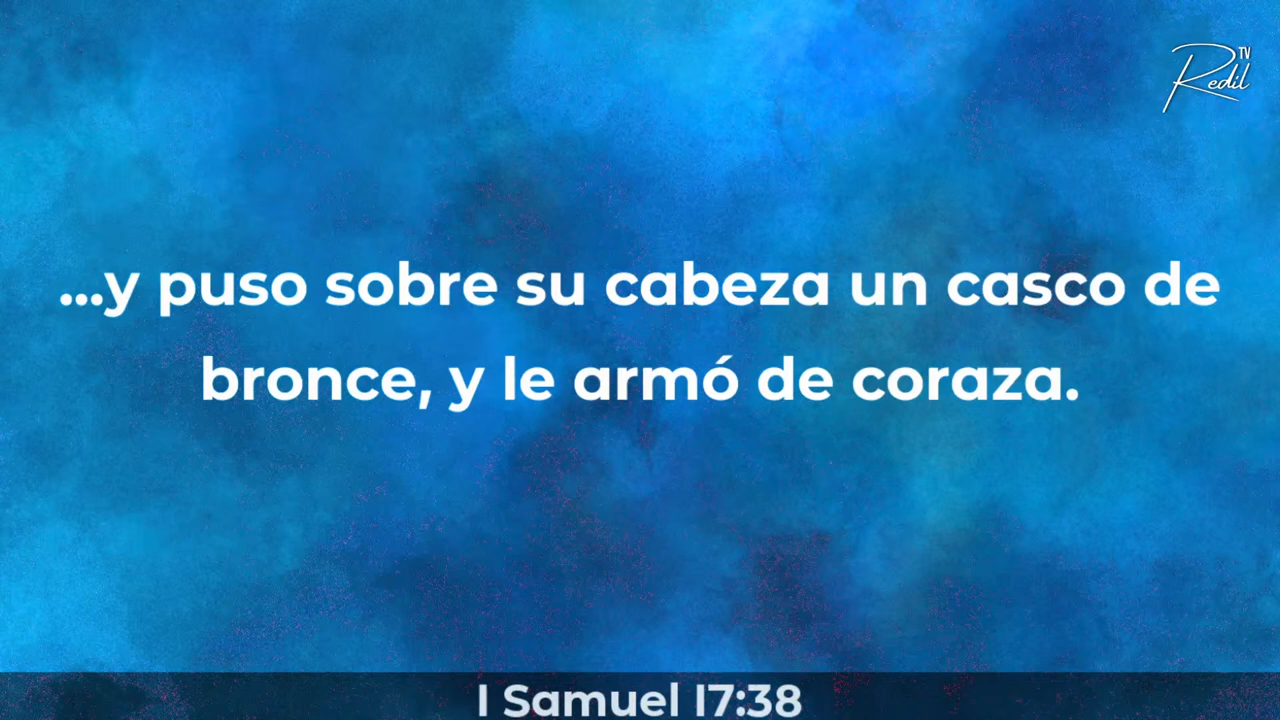 Redil TV
...y puso sobre su cabeza un casco de
bronce, y le armó de coraza.
I Samuel 17:38